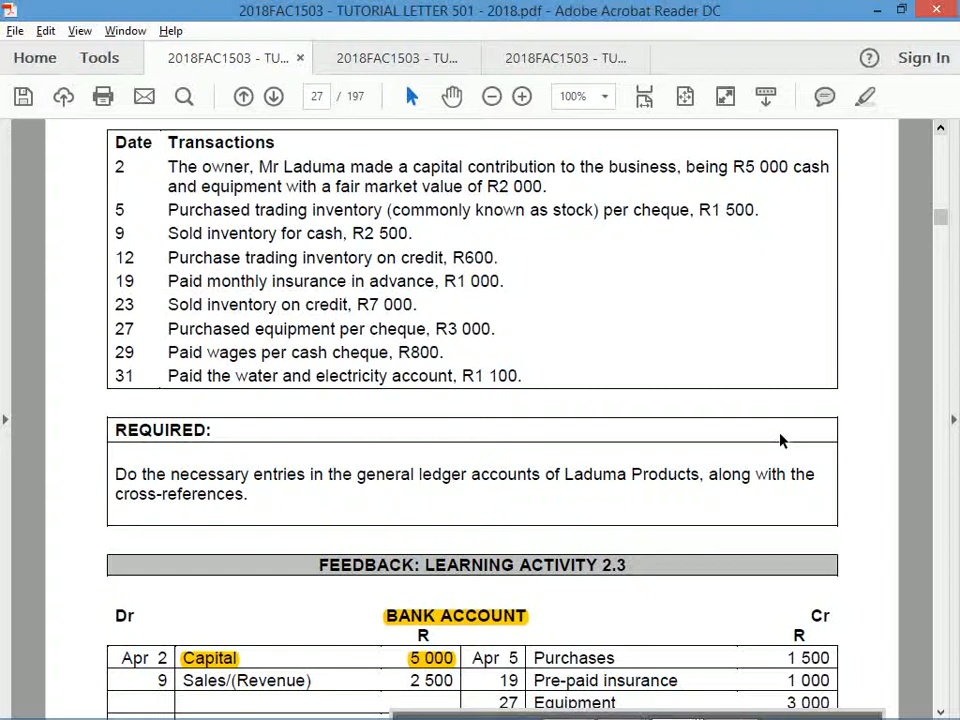 2018FAC1503 - TUTORIAL LETTER 501 - 2018.pdf - Adobe Acrobat Reader DC
File Edit View Window Help
Home Tools 2018FAC1503 - TU... × 2018FAC1503 - TU... 2018FAC1503 - TU... ? Sign In
27 / 197 100%
Date Transactions
2 The owner, Mr Laduma made a capital contribution to the business, being R5 000 cash
and equipment with a fair market value of R2 000.
5 Purchased trading inventory (commonly known as stock) per cheque, R1 500.
9 Sold inventory for cash, R2 500.
12 Purchase trading inventory on credit, R600.
19 Paid monthly insurance in advance, R1 000.
23 Sold inventory on credit, R7 000.
27 Purchased equipment per cheque, R3 000.
29 Paid wages per cash cheque, R800.
31 Paid the water and electricity account, R1 100.
REQUIRED:
Do the necessary entries in the general ledger accounts of Laduma Products, along with the
cross-references.
FEEDBACK: LEARNING ACTIVITY 2.3
Dr BANK ACCOUNT Cr
R R
Apr 2 Capital 5 000 Apr 5 Purchases 1 500
9 Sales/(Revenue) 2 500 19 Pre-paid insurance 1 000
27 Equipment 3 000